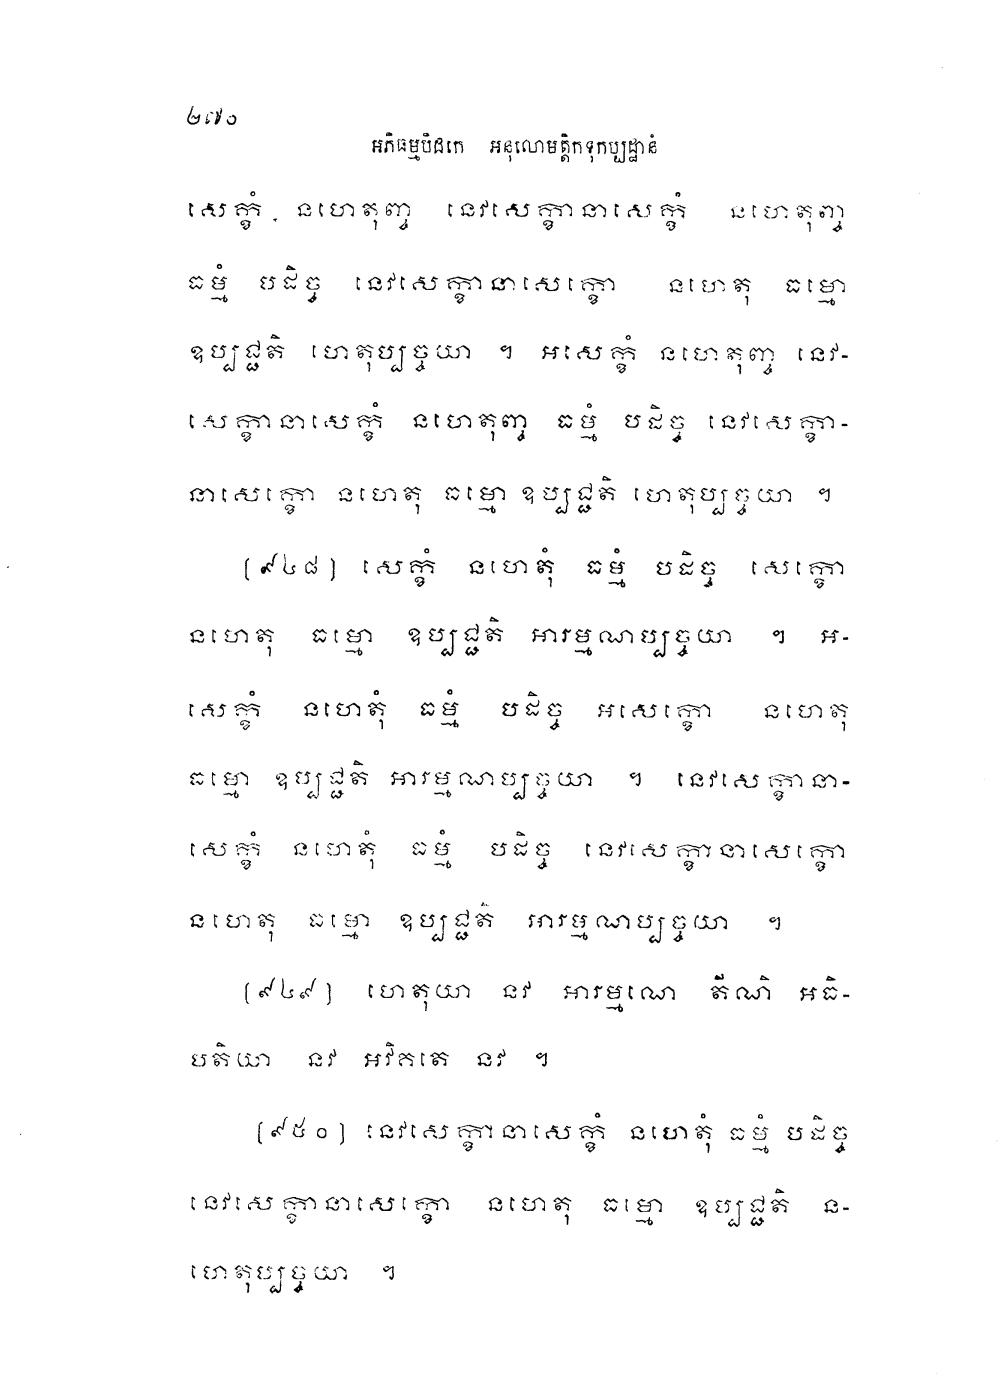 ២៧០
អភិធម្មបិដកេ អនុលោមត្តិកទុកប្បដ្ឋានំ
សេក្ខំ នហេតុញ្ច នេវសេក្ខានាសេក្ខំ នហេតុញ្ច
ធម្មំ បដិច្ច នេវសេក្ខានាសេក្ខោ នហេតុ ធម្មោ
ឧប្បជ្ជតិ ហេតុប្បច្ចយា ។ អសេក្ខំ នហេតុញ្ច នេវ-
សេក្ខានាសេក្ខំ នហេតុញ្ច ធម្មំ បដិច្ច នេវសេក្ខា-
នាសេក្ខោ នហេតុ ធម្មោ ឧប្បជ្ជតិ ហេតុប្បច្ចយា ។
(៩៤៨) សេក្ខំ នហេតុំ ធម្មំ បដិច្ច សេក្ខោ
នហេតុ ធម្មោ ឧប្បជ្ជតិ អារម្មណប្បច្ចយា ។ អ-
សេក្ខំ នហេតុំ ធម្មំ បដិច្ច អសេក្ខោ នហេតុ
ធម្មោ ឧប្បជ្ជតិ អារម្មណប្បច្ចយា ។ នេវសេក្ខានា-
សេក្ខំ នហេតុំ ធម្មំ បដិច្ច នេវសេក្ខានាសេក្ខោ
នហេតុ ធម្មោ ឧប្បជ្ជតិ អារម្មណប្បច្ចយា ។
(៩៤៩) ហេតុយា នវ អារម្មណេ តីណិ អធិ-
បតិយា នវ អវិគតេ នវ ។
(៩៥០) នេវសេក្ខានាសេក្ខំ នហេតុំ ធម្មំ បដិច្ច
នេវសេក្ខានាសេក្ខោ នហេតុ ធម្មោ ឧប្បជ្ជតិ ន-
ហេតុប្បច្ចយា ។